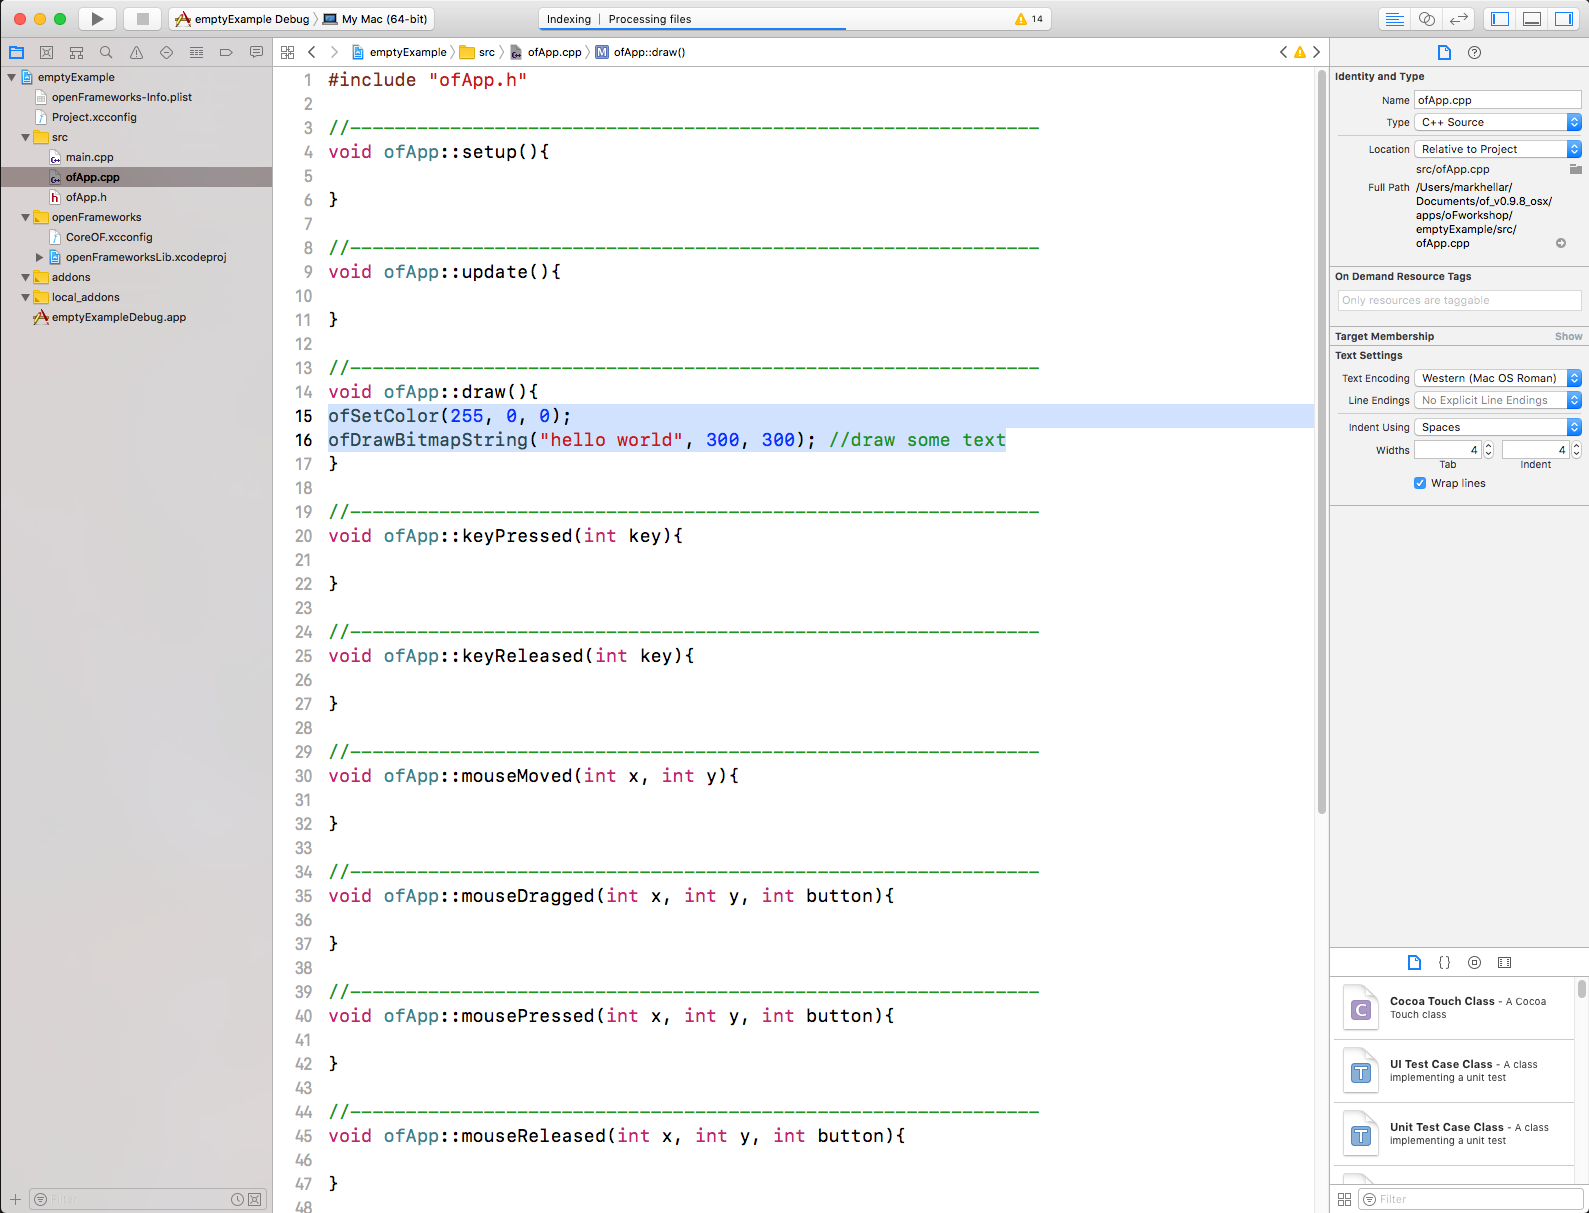 emptyExample Debug My Mac (64-bit)
Indexing | Processing files 14
emptyExample src ofApp.cpp M ofApp::draw()
emptyExample
openFrameworks-Info.plist
Project.xcconfig
src
main.cpp
ofApp.cpp
ofApp.h
openFrameworks
CoreOF.xcconfig
openFrameworksLib.xcodeproj
addons
local_addons
emptyExampleDebug.app
Filter
1 #include "ofApp.h"
2
3 //--------------------------------------------------------------
4 void ofApp::setup(){
5
6 }
7
8 //--------------------------------------------------------------
9 void ofApp::update(){
10
11 }
12
13 //--------------------------------------------------------------
14 void ofApp::draw(){
15 ofSetColor(255, 0, 0);
16 ofDrawBitmapString("hello world", 300, 300); //draw some text
17 }
18
19 //--------------------------------------------------------------
20 void ofApp::keyPressed(int key){
21
22 }
23
24 //--------------------------------------------------------------
25 void ofApp::keyReleased(int key){
26
27 }
28
29 //--------------------------------------------------------------
30 void ofApp::mouseMoved(int x, int y){
31
32 }
33
34 //--------------------------------------------------------------
35 void ofApp::mouseDragged(int x, int y, int button){
36
37 }
38
39 //--------------------------------------------------------------
40 void ofApp::mousePressed(int x, int y, int button){
41
42 }
43
44 //--------------------------------------------------------------
45 void ofApp::mouseReleased(int x, int y, int button){
46
47 }
48
Identity and Type
Name ofApp.cpp
Type C++ Source
Location Relative to Project
src/ofApp.cpp
Full Path /Users/markhellar/
Documents/of_v0.9.8_osx/
apps/oFworkshop/
emptyExample/src/
ofApp.cpp
On Demand Resource Tags
Only resources are taggable
Target Membership Show
Text Settings
Text Encoding Western (Mac OS Roman)
Line Endings No Explicit Line Endings
Indent Using Spaces
Widths 4 4
Tab Indent
Wrap lines
{}
C Cocoa Touch Class - A Cocoa
Touch class
T UI Test Case Class - A class
implementing a unit test
T Unit Test Case Class - A class
implementing a unit test
Filter